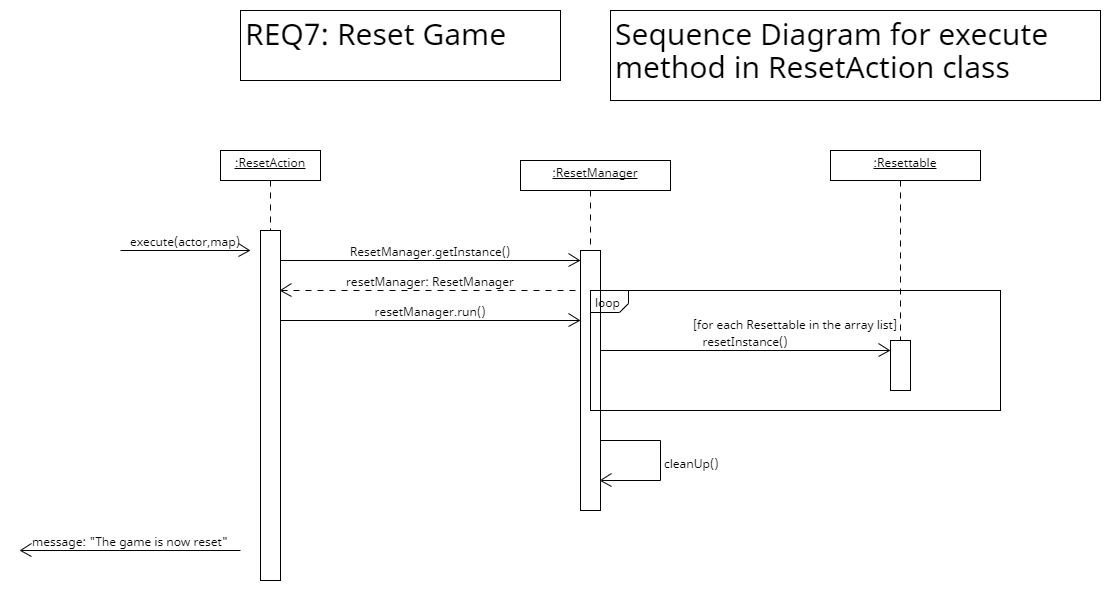 REQ7: Reset Game
Sequence Diagram for execute
method in ResetAction class
:ResetAction
:ResetManager
:Resettable
execute(actor,map)
ResetManager.getInstance()
resetManager: ResetManager
loop
resetManager.run()
[for each Resettable in the array list]
resetInstance()
cleanUp()
message: "The game is now reset"